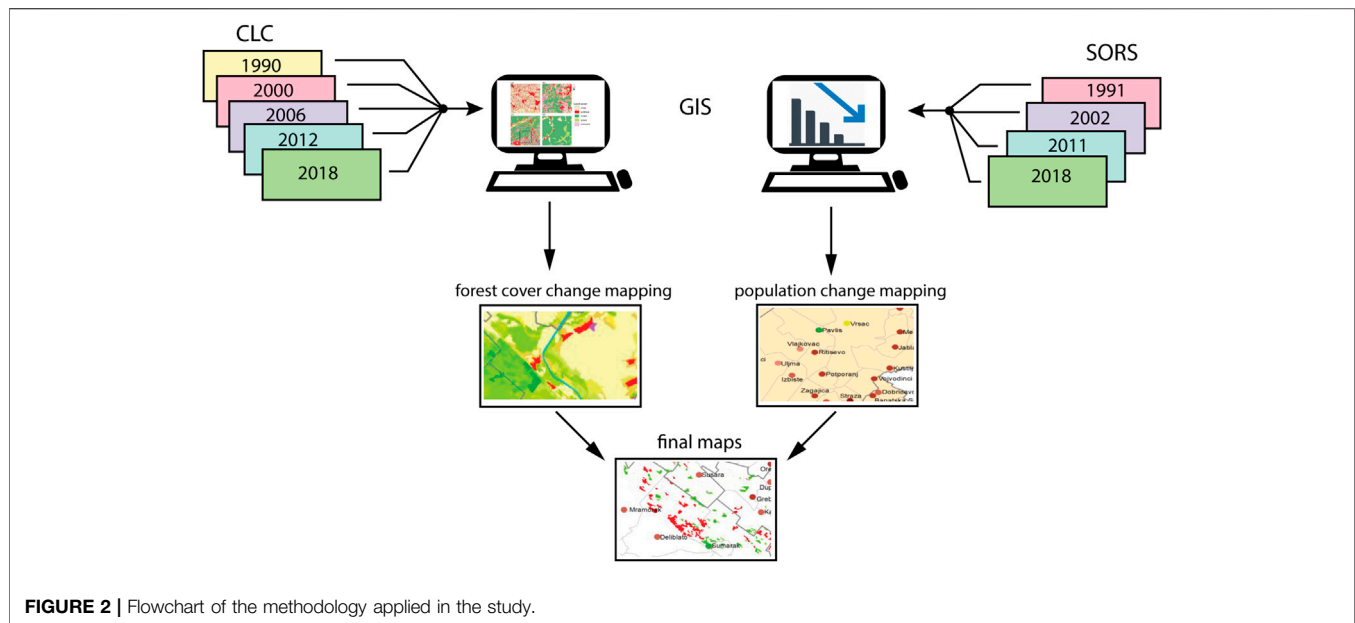 CLC
1990
2000
2006
2012
2018
GIS
SORS
1991
2002
2011
2018
forest cover change mapping
population change mapping
Pavlis
Vrsac
Vlajkovac
Ritisevo
Uljma
Izbiste
Potporanj
Vojvodinci
Zagajica
Straza
final maps
Susara
Mramorak
Deliblato
Sumarak
FIGURE 2 | Flowchart of the methodology applied in the study.